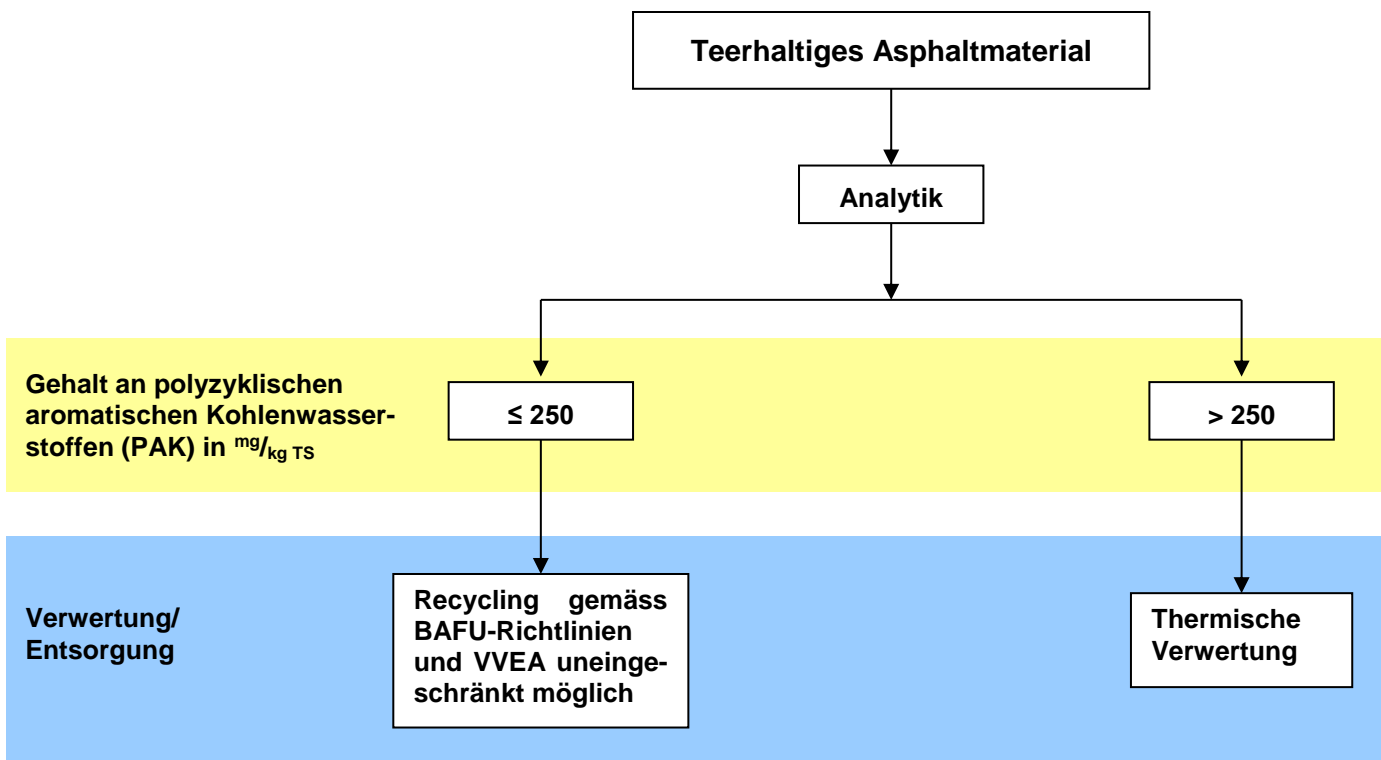 Teerhaltiges Asphaltmaterial
Analytik
Gehalt an polyzyklischen
aromatischen Kohlenwasser-
stoffen (PAK) in mg/kg TS
≤ 250
> 250
Verwertung/
Entsorgung
Recycling gemäss
BAFU-Richtlinien
und VVEA uneinge-
schränkt möglich
Thermische
Verwertung